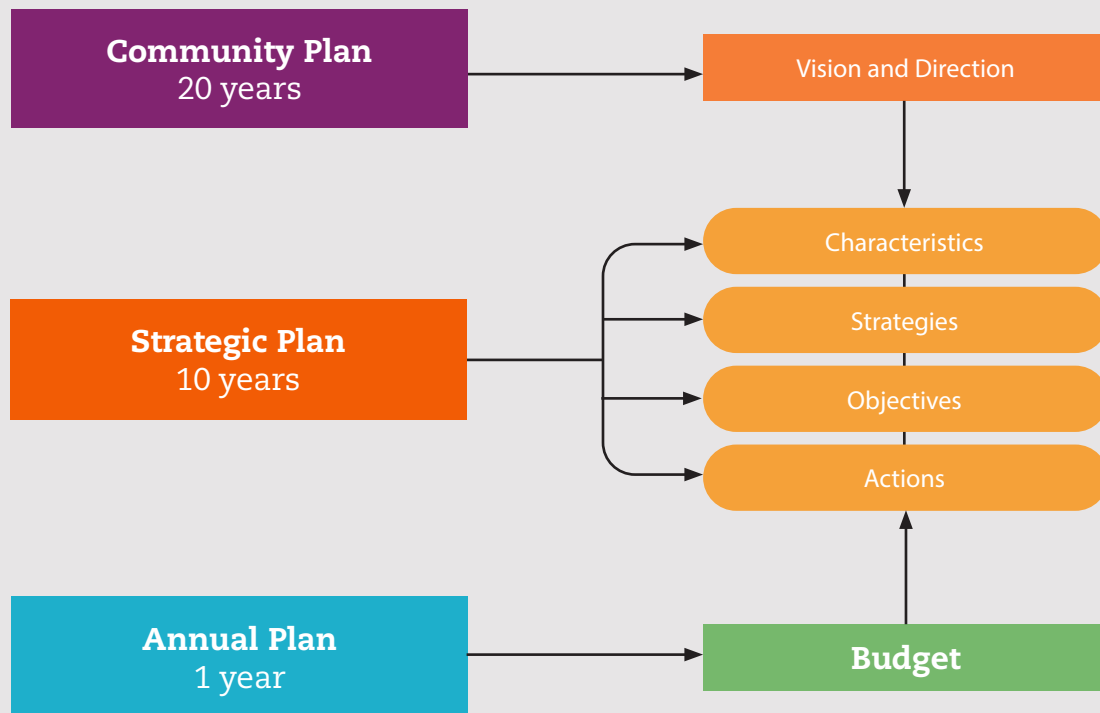 Community Plan
20 years
Vision and Direction
Characteristics
Strategic Plan
10 years
Strategies
Objectives
Actions
Annual Plan
1 year
Budget